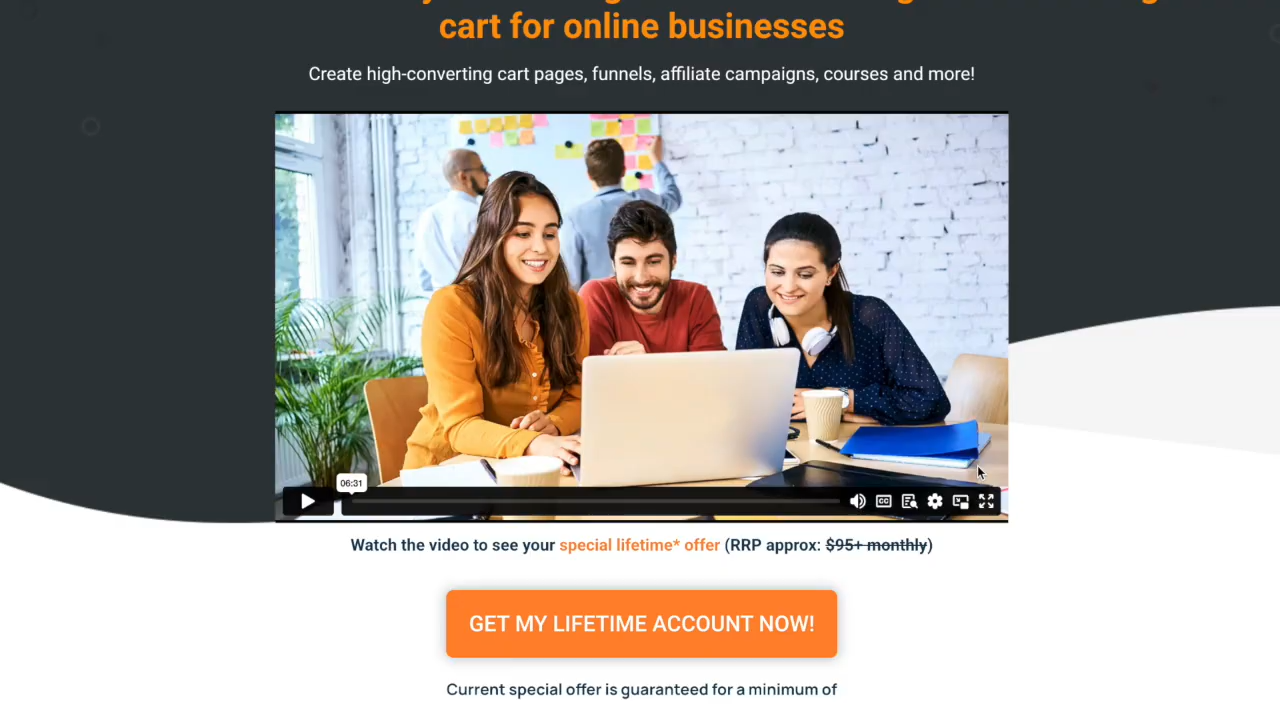 cart for online businesses
Create high-converting cart pages, funnels, affiliate campaigns, courses and more!
06:31
CC
Watch the video to see your special lifetime* offer (RRP approx: $95+ monthly)
GET MY LIFETIME ACCOUNT NOW!
Current special offer is guaranteed for a minimum of